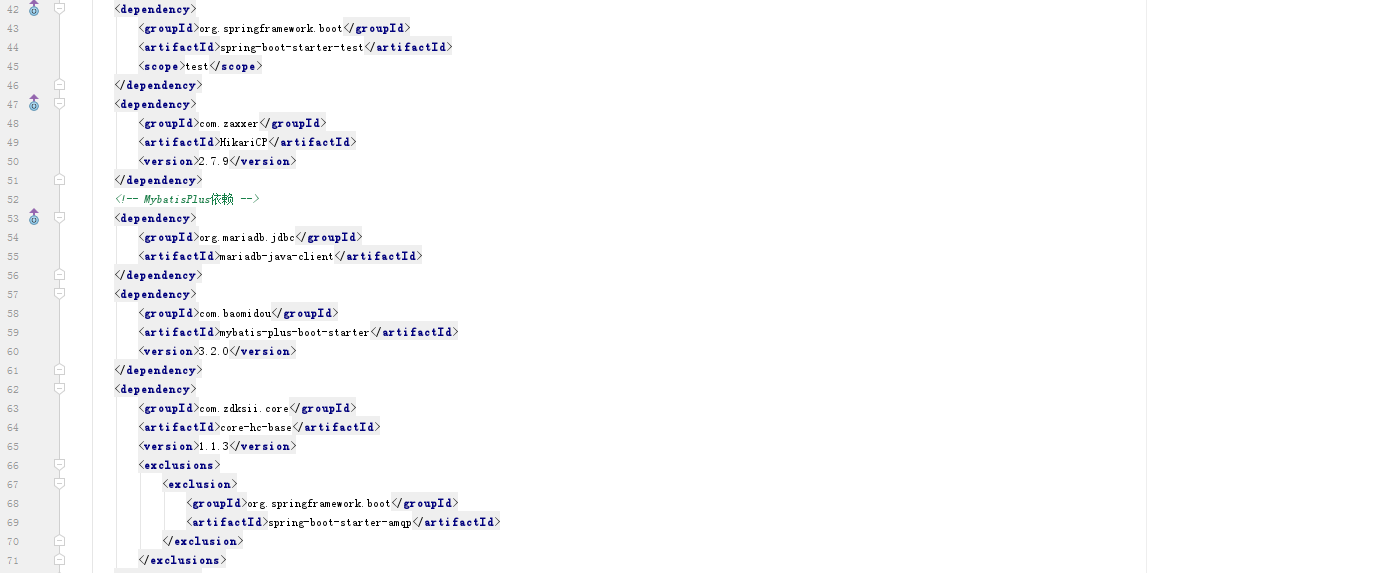 42 <dependency>
43 <groupId>org.springframework.boot</groupId>
44 <artifactId>spring-boot-starter-test</artifactId>
45 <scope>test</scope>
46 </dependency>
47 <dependency>
48 <groupId>com.zaxxer</groupId>
49 <artifactId>HikariCP</artifactId>
50 <version>2.7.9</version>
51 </dependency>
52 <!-- MybatisPlus依赖 -->
53 <dependency>
54 <groupId>org.mariadb.jdbc</groupId>
55 <artifactId>mariadb-java-client</artifactId>
56 </dependency>
57 <dependency>
58 <groupId>com.baomidou</groupId>
59 <artifactId>mybatis-plus-boot-starter</artifactId>
60 <version>3.2.0</version>
61 </dependency>
62 <dependency>
63 <groupId>com.zdksii.core</groupId>
64 <artifactId>core-hc-base</artifactId>
65 <version>1.1.3</version>
66 <exclusions>
67 <exclusion>
68 <groupId>org.springframework.boot</groupId>
69 <artifactId>spring-boot-starter-amqp</artifactId>
70 </exclusion>
71 </exclusions>